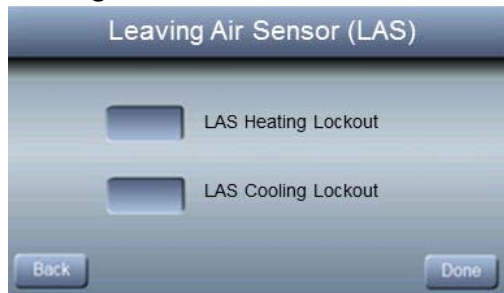 Leaving Air Sensor (LAS)
LAS Heating Lockout
LAS Cooling Lockout
Back
Done